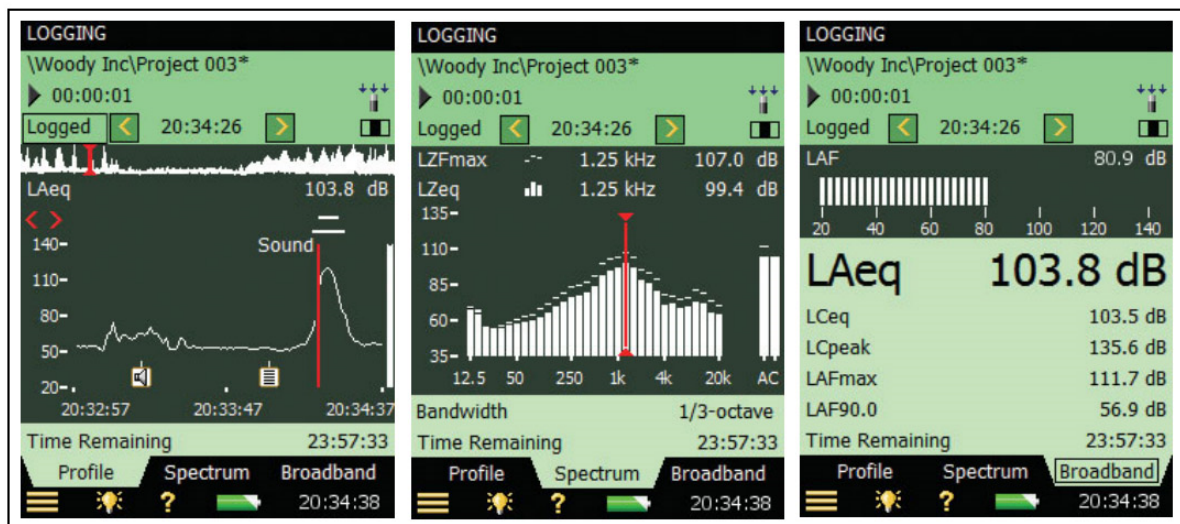 LOGGING
\Woody Inc\Project 003*
00:00:01
Logged < 20:34:26 >
LAeq 103.8 dB
< >
Sound
140-
110-
80-
50-
20-
20:32:57 20:33:47 20:34:37
Time Remaining 23:57:33
Profile Spectrum Broadband
? 20:34:38
LOGGING
\Woody Inc\Project 003*
00:00:01
Logged < 20:34:26 >
LZFmax 1.25 kHz 107.0 dB
LZeq 1.25 kHz 99.4 dB
135-
110-
85-
60-
35-
12.5 50 250 1k 4k 20k AC
Bandwidth 1/3-octave
Time Remaining 23:57:33
Profile Spectrum Broadband
? 20:34:38
LOGGING
\Woody Inc\Project 003*
00:00:01
Logged < 20:34:26 >
LAF 80.9 dB
20 40 60 80 100 120 140
LAeq 103.8 dB
LCeq 103.5 dB
LCpeak 135.6 dB
LAFmax 111.7 dB
LAF90.0 56.9 dB
Time Remaining 23:57:33
Profile Spectrum Broadband
? 20:34:38